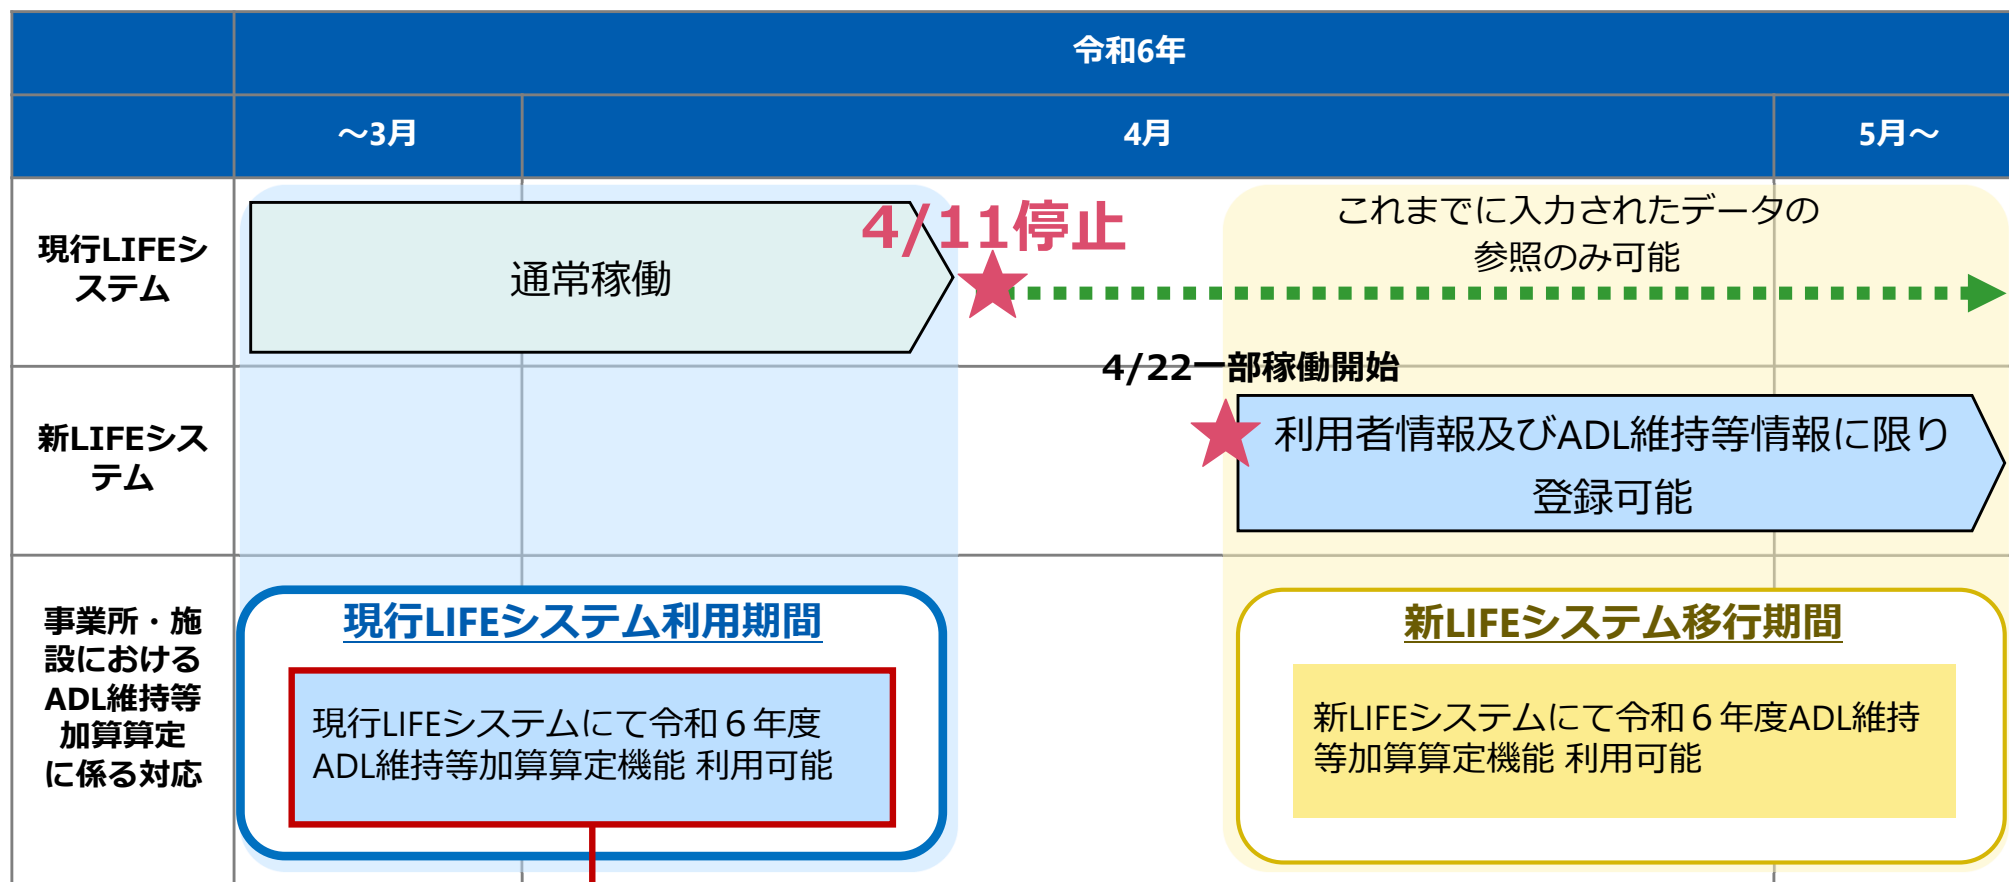 令和6年
～3月
4月
5月～
現行LIFEシ
ステム
通常稼働
4/11停止
これまでに入力されたデータの
参照のみ可能
新LIFEシス
テム
4/22一部稼働開始
利用者情報及びADL維持等情報に限り
登録可能
事業所・施
設における
ADL維持等
加算算定
に係る対応
現行LIFEシステム利用期間
現行LIFEシステムにて令和６年度
ADL維持等加算算定機能 利用可能
新LIFEシステム移行期間
新LIFEシステムにて令和６年度ADL維持
等加算算定機能 利用可能